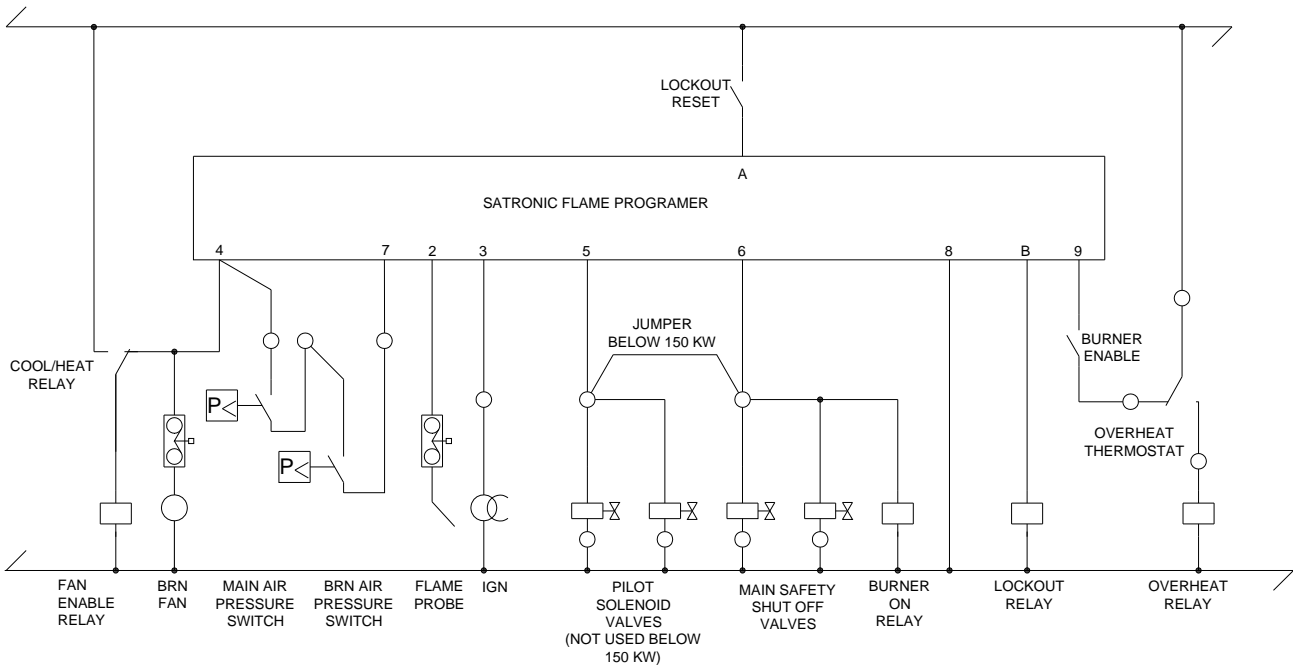 LOCKOUT
RESET
A
SATRONIC FLAME PROGRAMER
4
7
2
3
5
6
8
B
9
JUMPER
BELOW 150 KW
BURNER
ENABLE
COOL/HEAT
RELAY
P<
P<
OVERHEAT
THERMOSTAT
FAN
ENABLE
RELAY
BRN
FAN
MAIN AIR
PRESSURE
SWITCH
BRN AIR
PRESSURE
SWITCH
FLAME
PROBE
IGN
PILOT
SOLENOID
VALVES
(NOT USED BELOW
150 KW)
MAIN SAFETY
SHUT OFF
VALVES
BURNER
ON
RELAY
LOCKOUT
RELAY
OVERHEAT
RELAY